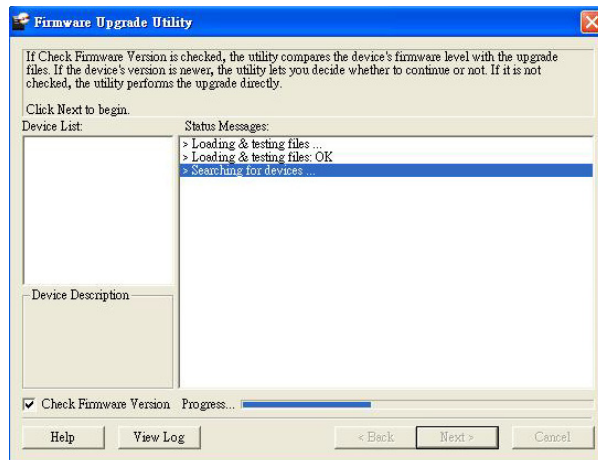 Firmware Upgrade Utility
If Check Firmware Version is checked, the utility compares the device's firmware level with the upgrade
files. If the device's version is newer, the utility lets you decide whether to continue or not. If it is not
checked, the utility performs the upgrade directly.
Click Next to begin.
Device List: Status Messages:
> Loading & testing files ...
> Loading & testing files: OK
> Searching for devices ...
Device Description
Check Firmware Version Progress...
Help View Log < Back Next > Cancel